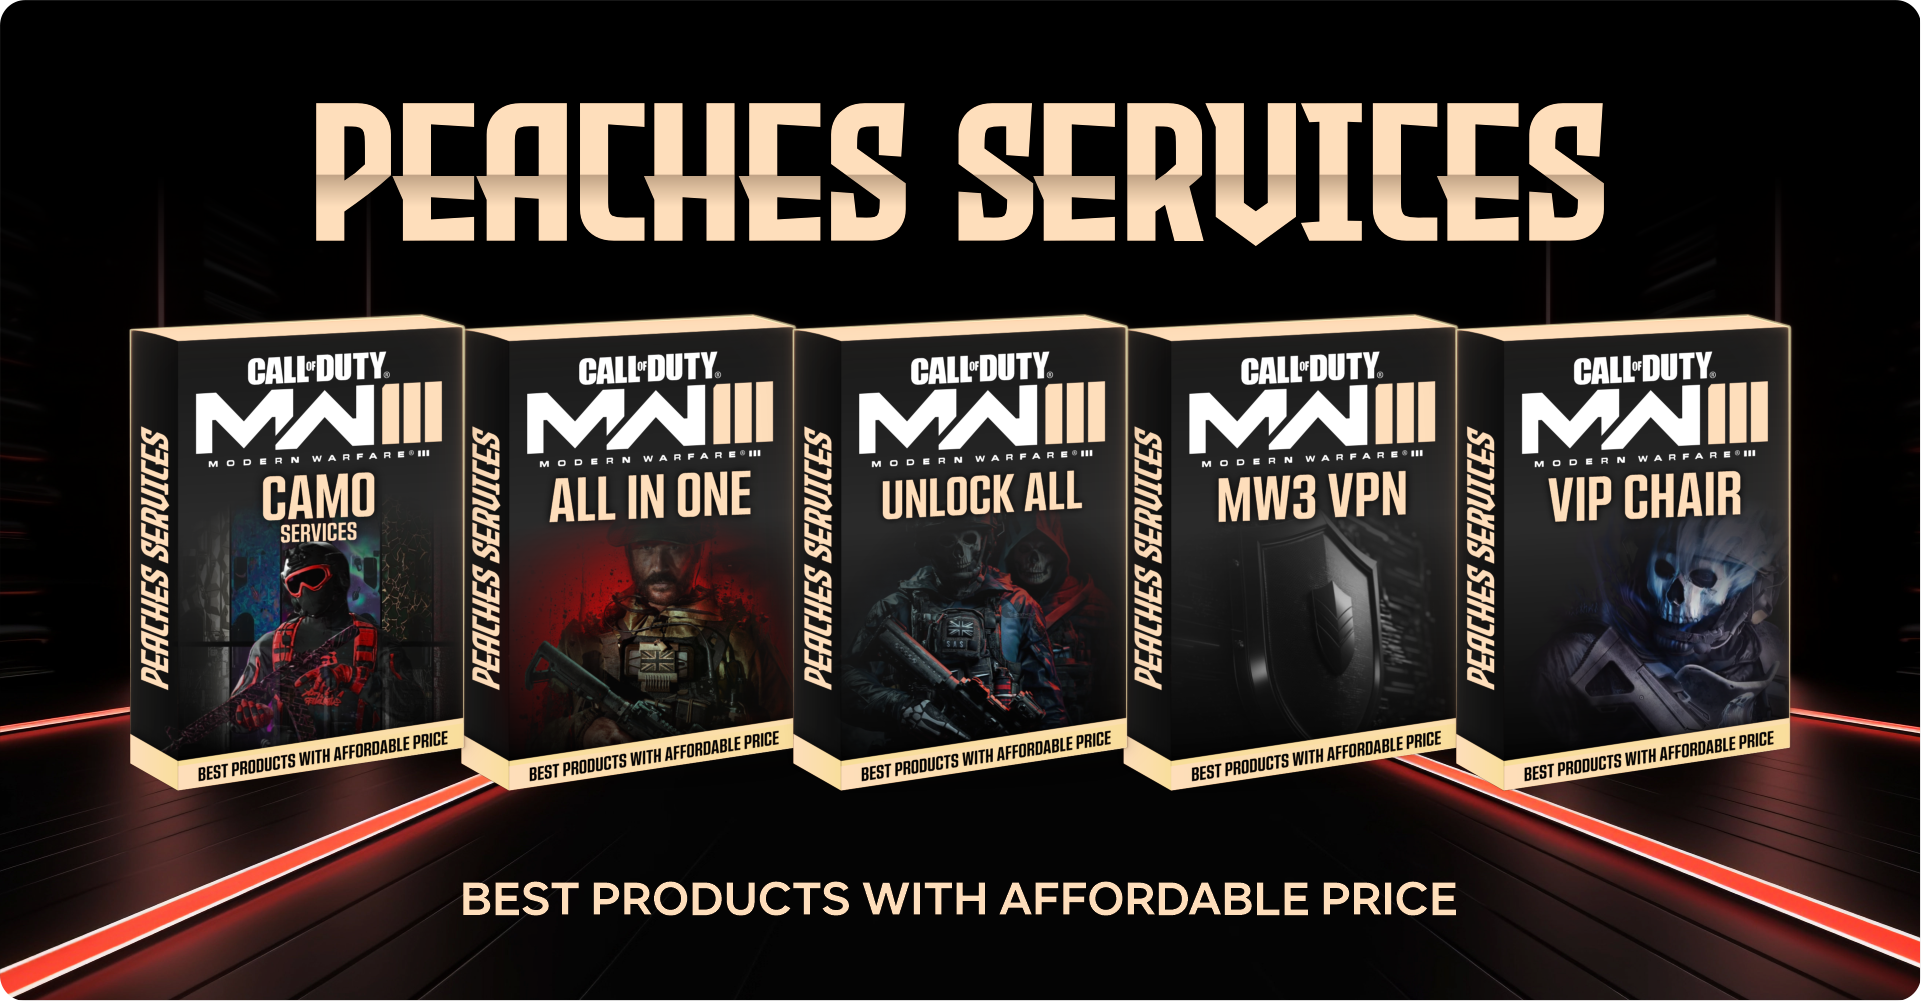 PEACHES SERVICES
PEACHES SERVICES
CALL OF DUTY®
MWIII
MODERN WARFARE® III
CAMO
SERVICES
BEST PRODUCTS WITH AFFORDABLE PRICE
PEACHES SERVICES
CALL OF DUTY®
MWIII
MODERN WARFARE® III
ALL IN ONE
BEST PRODUCTS WITH AFFORDABLE PRICE
PEACHES SERVICES
CALL OF DUTY®
MWIII
MODERN WARFARE® III
UNLOCK ALL
SAS
BEST PRODUCTS WITH AFFORDABLE PRICE
PEACHES SERVICES
CALL OF DUTY®
MWIII
MODERN WARFARE® III
MW3 VPN
BEST PRODUCTS WITH AFFORDABLE PRICE
PEACHES SERVICES
CALL OF DUTY®
MWIII
MODERN WARFARE® III
VIP CHAIR
BEST PRODUCTS WITH AFFORDABLE PRICE
BEST PRODUCTS WITH AFFORDABLE PRICE